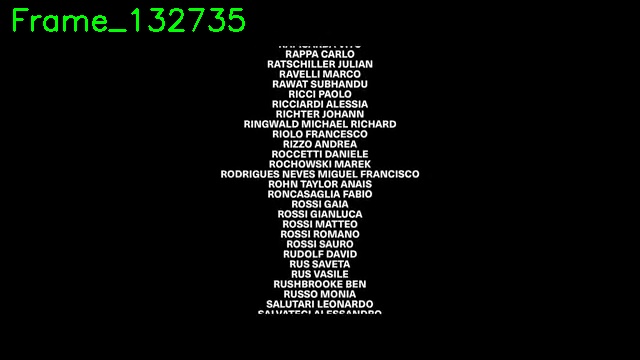 Frame_132735
RAPPA CARLO
RATSCHILLER JULIAN
RAVELLI MARCO
RAWAT SUBHANDU
RICCI PAOLO
RICCIARDI ALESSIA
RICHTER JOHANN
RINGWALD MICHAEL RICHARD
RIOLO FRANCESCO
RIZZO ANDREA
ROCCETTI DANIELE
ROCHOWSKI MAREK
RODRIGUES NEVES MIGUEL FRANCISCO
ROHN TAYLOR ANAIS
RONCASAGLIA FABIO
ROSSI GAIA
ROSSI GIANLUCA
ROSSI MATTEO
ROSSI ROMANO
ROSSI SAURO
RUDOLF DAVID
RUS SAVETA
RUS VASILE
RUSHBROOKE BEN
RUSSO MONIA
SALUTARI LEONARDO